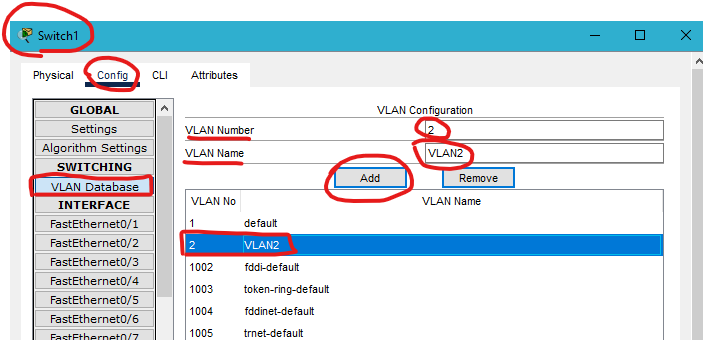 Switch1
Physical Config CLI Attributes
GLOBAL
Settings
Algorithm Settings
SWITCHING
VLAN Database
INTERFACE
FastEthernet0/1
FastEthernet0/2
FastEthernet0/3
FastEthernet0/4
FastEthernet0/5
FastEthernet0/6
FastEthernet0/7
VLAN Configuration
VLAN Number 2
VLAN Name VLAN2
Add Remove
VLAN No VLAN Name
1 default
2 VLAN2
1002 fddi-default
1003 token-ring-default
1004 fddinet-default
1005 trnet-default